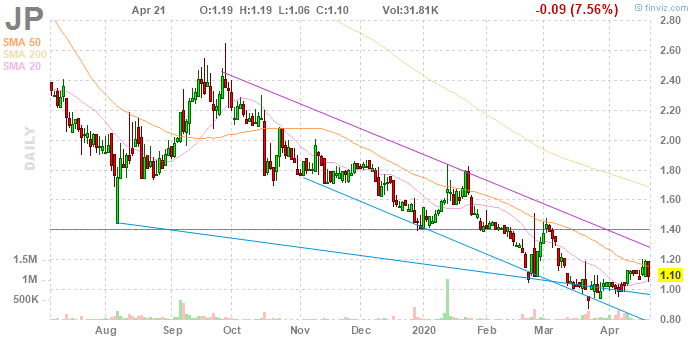 JP Apr 21 O:1.19 H:1.19 L:1.06 C:1.10 Vol:31.81K -0.09 (7.56%)
© finviz.com
SMA 50
SMA 200
SMA 20
DAILY
2.80
2.60
2.40
2.20
2.00
1.80
1.60
1.40
1.20
1.10
1.00
0.80
1.5M
1M
500K
Aug Sep Oct Nov Dec 2020 Feb Mar Apr